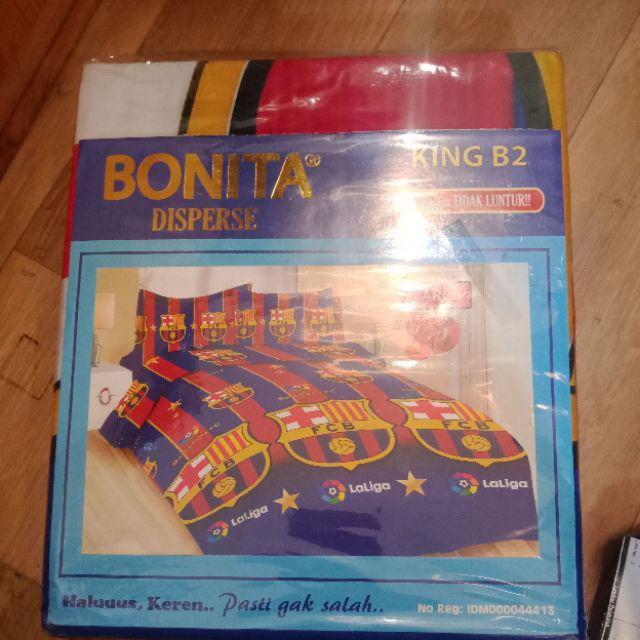 BONITA®
KING B2
DISPERSE
TIDAK LUNTUR!!
FCB
FCB
FCB
LaLiga
LaLiga
LaLiga
Haluuus, Keren.. Pasti gak salah..
No Reg: IDM000044413